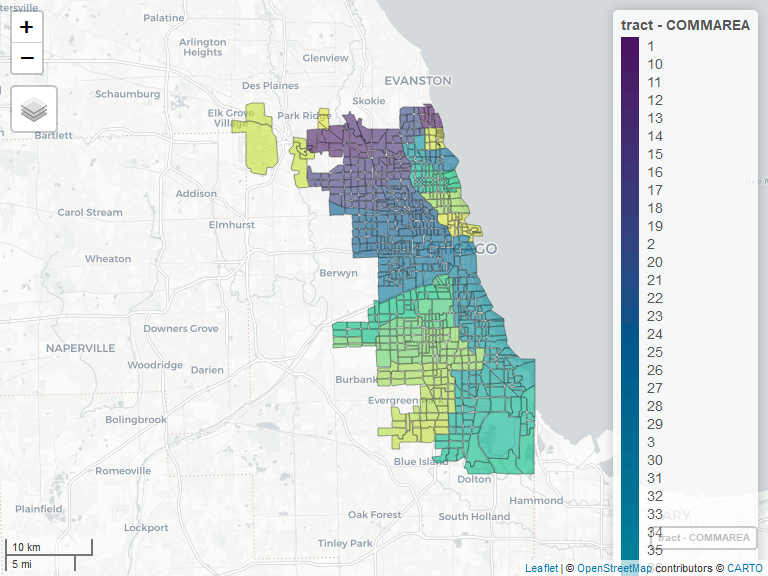 tersville
Palatine
+
−
Arlington
Heights
Glenview
EVANSTON
Des Plaines
Skokie
Schaumburg
Elk Grove
Village
Park Ridge
Bartlett
Addison
Carol Stream
Elmhurst
CHICAGO
Wheaton
Berwyn
Downers Grove
NAPERVILLE
Woodridge
Darien
Burbank
Evergreen Park
Bolingbrook
Blue Island
Romeoville
Dolton
Hammond
Plainfield
Oak Forest
South Holland
Lockport
Tinley Park
10 km
5 mi
tract - COMMAREA
1
10
11
12
13
14
15
16
17
18
19
2
20
21
22
23
24
25
26
27
28
29
3
30
31
32
33
34
35
tract - COMMAREA
Leaflet | © OpenStreetMap contributors © CARTO